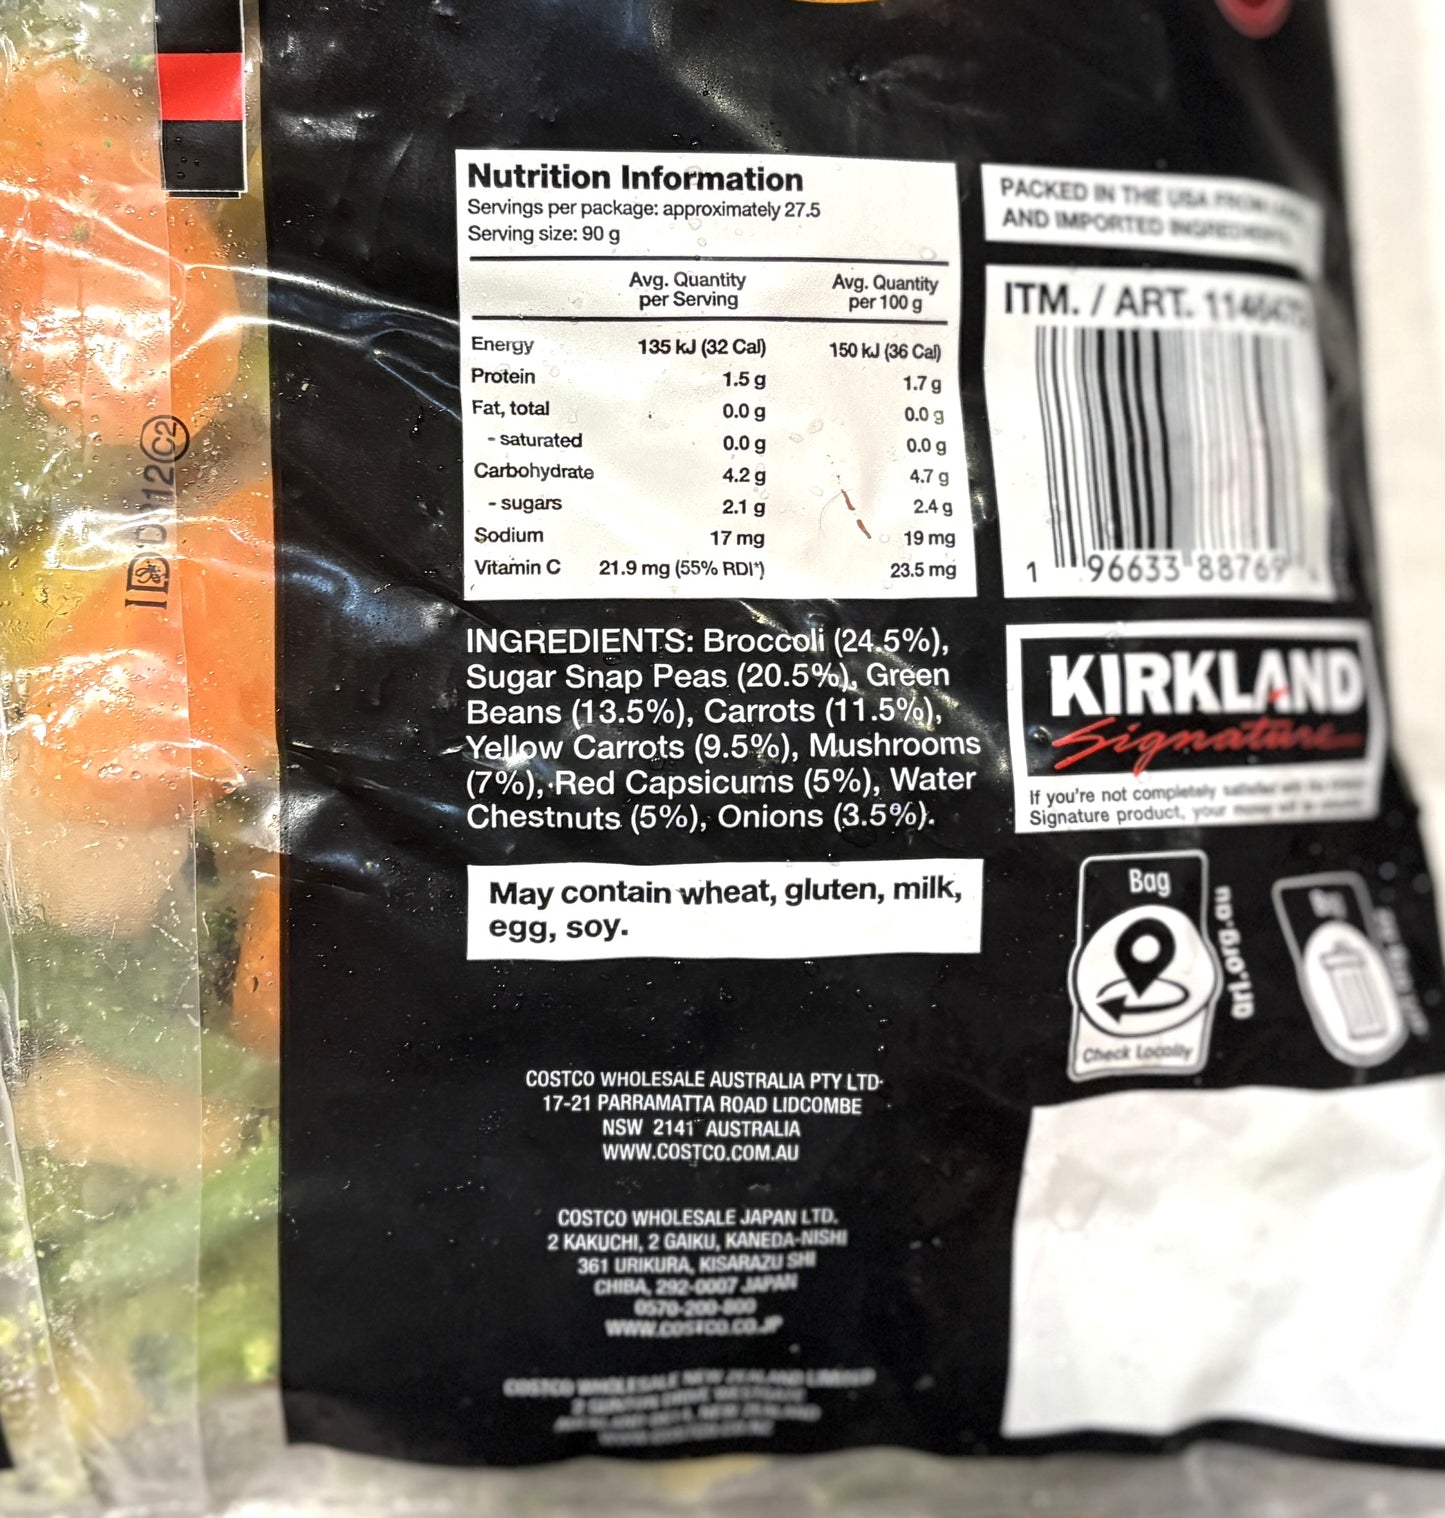 Nutrition Information
Servings per package: approximately 27.5
Serving size: 90 g
Avg. Quantity per Serving Avg. Quantity per 100 g
Energy 135 kJ (32 Cal) 150 kJ (36 Cal)
Protein 1.5 g 1.7 g
Fat, total 0.0 g 0.0 g
- saturated 0.0 g 0.0 g
Carbohydrate 4.2 g 4.7 g
- sugars 2.1 g 2.4 g
Sodium 17 mg 19 mg
Vitamin C 21.9 mg (55% RDI*) 23.5 mg
INGREDIENTS: Broccoli (24.5%),
Sugar Snap Peas (20.5%), Green
Beans (13.5%), Carrots (11.5%),
Yellow Carrots (9.5%), Mushrooms
(7%), Red Capsicums (5%), Water
Chestnuts (5%), Onions (3.5%).
May contain wheat, gluten, milk,
egg, soy.
COSTCO WHOLESALE AUSTRALIA PTY LTD
17-21 PARRAMATTA ROAD LIDCOMBE
NSW 2141 AUSTRALIA
WWW.COSTCO.COM.AU
COSTCO WHOLESALE JAPAN LTD.
2 KAKUCHI, 2 GAIKU, KANEDA-NISHI
361 URIKURA, KISARAZU SHI
CHIBA, 292-0007 JAPAN
0570-200-800
WWW.COSTCO.CO.JP
COSTCO WHOLESALE NEW ZEALAND LIMITED
PACKED IN THE USA FROM
AND IMPORTED INGREDIENTS
ITM. / ART.
1 96633 88769
KIRKLAND
Signature
If you're not completely satisfied
Signature product, your money
Bag
Check Locally
arl.org.au